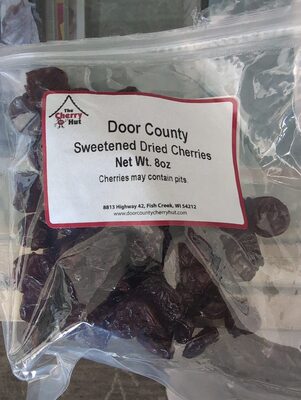 The
Cherry
Hut
Door County
Sweetened Dried Cherries
Net Wt. 8oz
Cherries may contain pits.
8813 Highway 42, Fish Creek, WI 54212
www.doorcountycherryhut.com